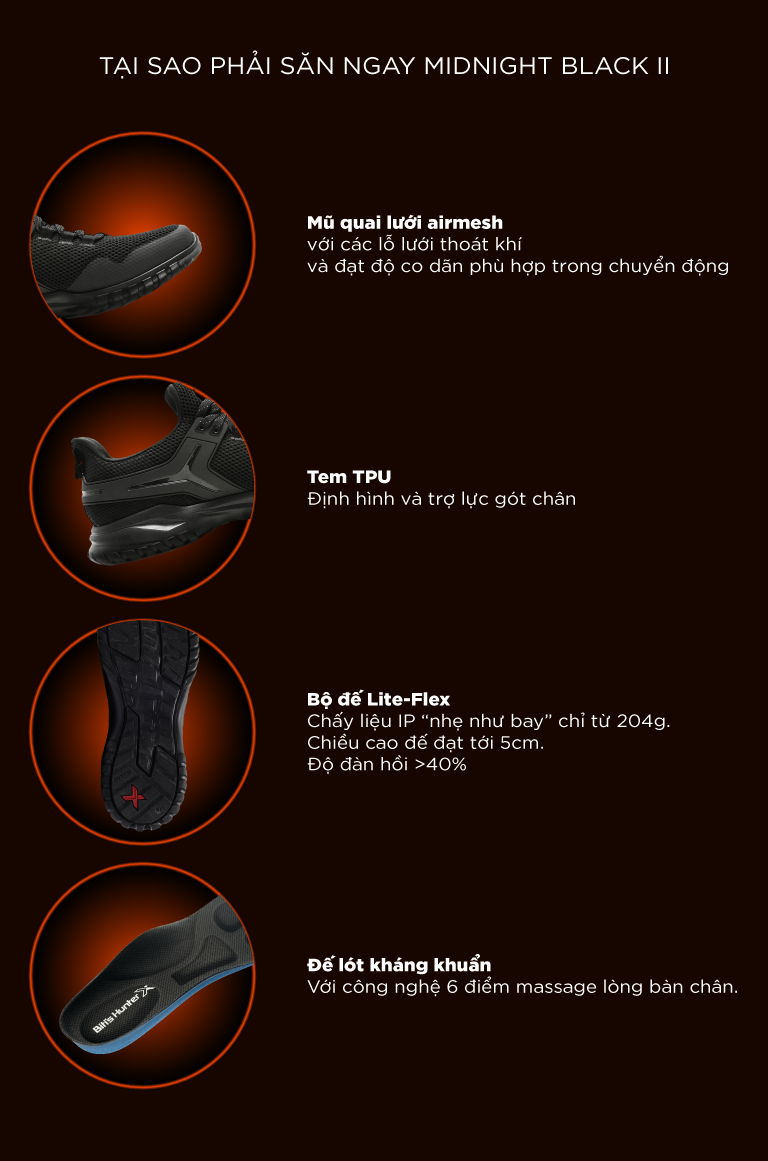 TẠI SAO PHẢI SĂN NGAY MIDNIGHT BLACK II
Mũ quai lưới airmesh
với các lỗ lưới thoát khí
và đạt độ co dãn phù hợp trong chuyển động
Tem TPU
Định hình và trợ lực gót chân
Bộ đế Lite-Flex
Chấy liệu IP “nhẹ như bay” chỉ từ 204g.
Chiều cao đế đạt tới 5cm.
Độ đàn hồi >40%
Đế lót kháng khuẩn
Với công nghệ 6 điểm massage lòng bàn chân.
Biti's Hunter X